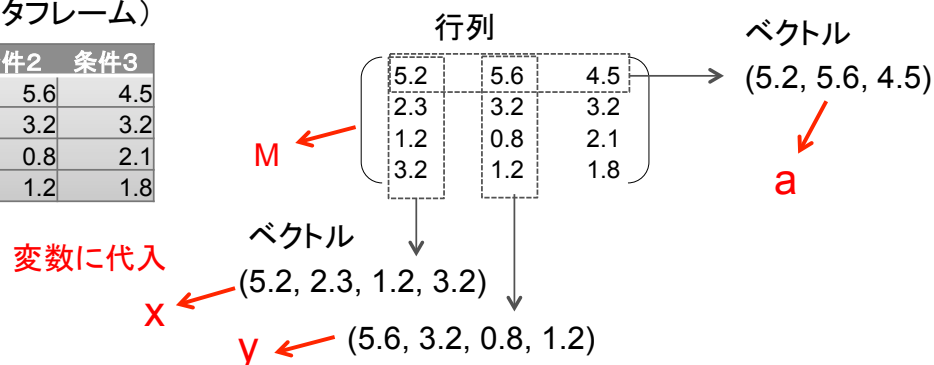 タフレーム）
件2 条件3
5.6 4.5
3.2 3.2
0.8 2.1
1.2 1.8
行列
5.2 5.6 4.5
2.3 3.2 3.2
1.2 0.8 2.1
3.2 1.2 1.8
M
ベクトル
(5.2, 5.6, 4.5)
a
変数に代入
ベクトル
(5.2, 2.3, 1.2, 3.2)
x
(5.6, 3.2, 0.8, 1.2)
y